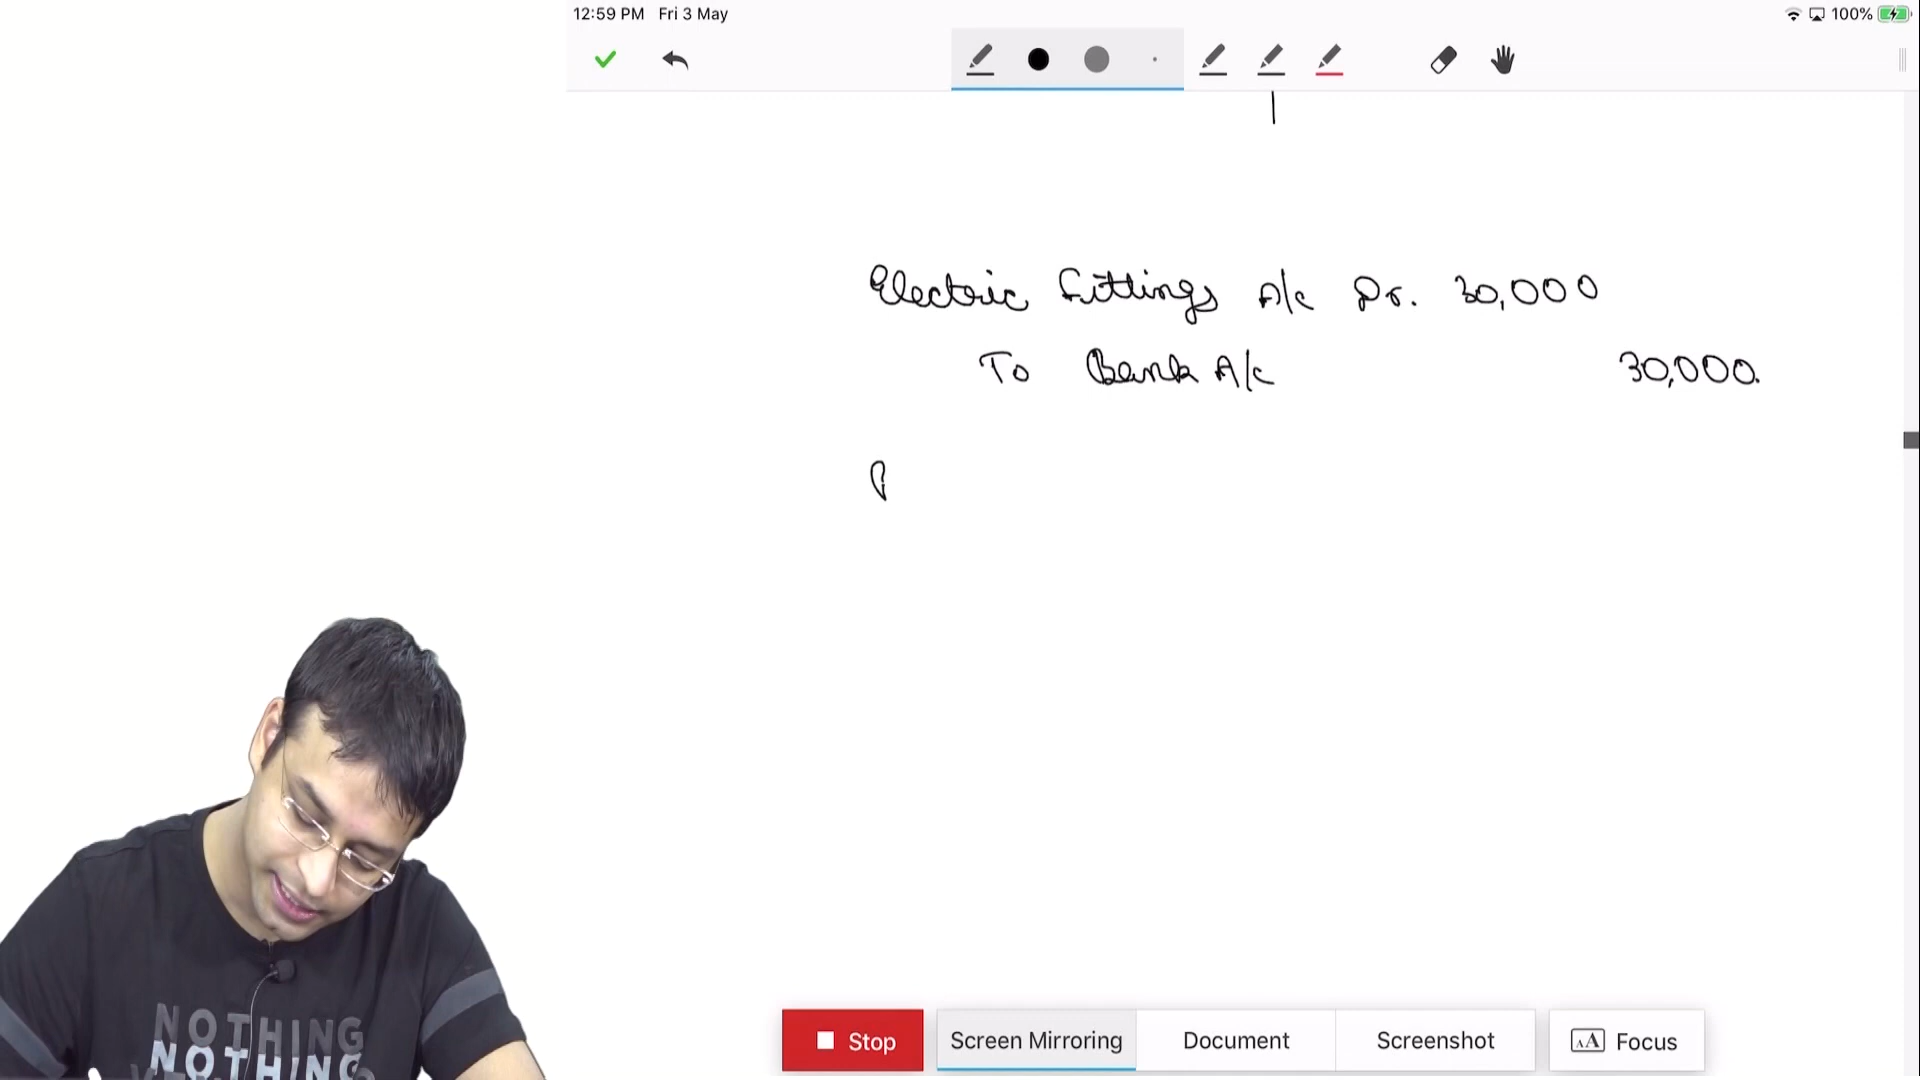 12:59 PM Fri 3 May
100%
Electric Fittings A/c Dr. 30,000
To Bank A/c 30,000.
NOTHING
NOTHING
Stop
Screen Mirroring
Document
Screenshot
AA Focus